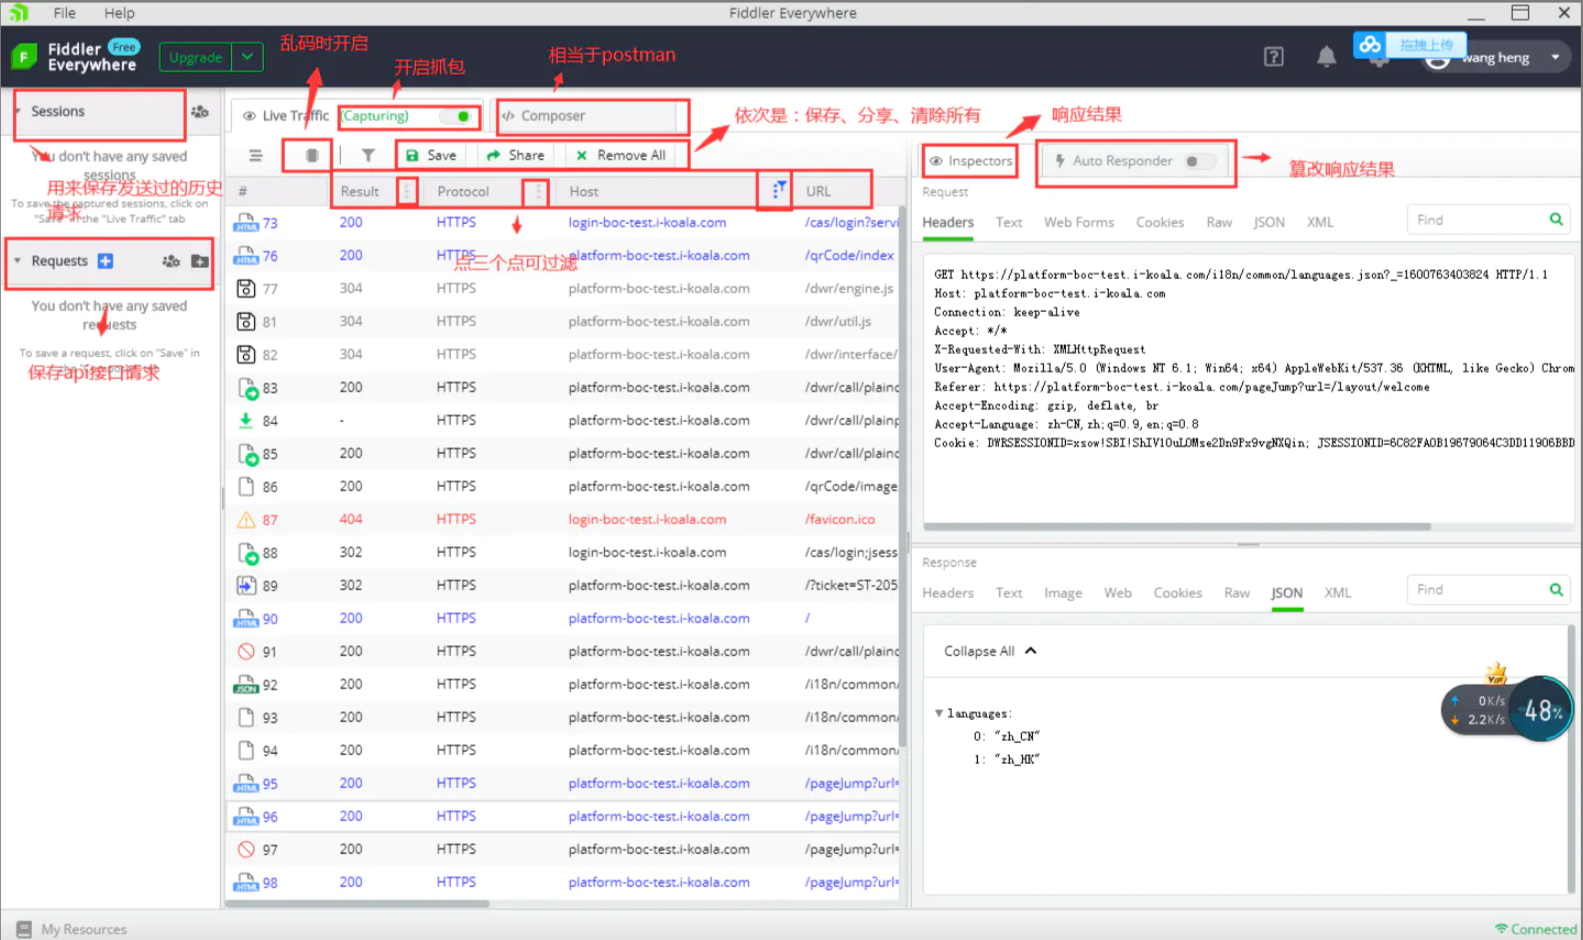 File Help Fiddler Everywhere
Fiddler Free
Everywhere
Upgrade
乱码时开启
开启抓包
相当于postman
拖拽上传
wang heng
Sessions
Live Traffic (Capturing)
Composer
依次是：保存、分享、清除所有
响应结果
You don't have any saved
sessions
To save the captured sessions, click on
"Save" in the "Live Traffic" tab
用来保存发送过的历史
请求
Save Share Remove All
Inspectors Auto Responder
篡改响应结果
# Result Protocol Host URL
点三个点可过滤
Requests
You don't have any saved
requests
To save a request, click on "Save" in
保存api接口请求
73 200 HTTPS login-boc-test.i-koala.com /cas/login?servi
76 200 HTTPS platform-boc-test.i-koala.com /qrCode/index
77 304 HTTPS platform-boc-test.i-koala.com /dwr/engine.js
81 304 HTTPS platform-boc-test.i-koala.com /dwr/util.js
82 304 HTTPS platform-boc-test.i-koala.com /dwr/interface/
83 200 HTTPS platform-boc-test.i-koala.com /dwr/call/plainc
84 - HTTPS platform-boc-test.i-koala.com /dwr/call/plainp
85 200 HTTPS platform-boc-test.i-koala.com /dwr/call/plainc
86 200 HTTPS platform-boc-test.i-koala.com /qrCode/image
87 404 HTTPS login-boc-test.i-koala.com /favicon.ico
88 302 HTTPS login-boc-test.i-koala.com /cas/login;jsess
89 302 HTTPS platform-boc-test.i-koala.com /?ticket=ST-205
90 200 HTTPS platform-boc-test.i-koala.com /
91 200 HTTPS platform-boc-test.i-koala.com /dwr/call/plainc
92 200 HTTPS platform-boc-test.i-koala.com /i18n/common/
93 200 HTTPS platform-boc-test.i-koala.com /i18n/common/
94 200 HTTPS platform-boc-test.i-koala.com /i18n/common/
95 200 HTTPS platform-boc-test.i-koala.com /pageJump?url=
96 200 HTTPS platform-boc-test.i-koala.com /pageJump?url=
97 200 HTTPS platform-boc-test.i-koala.com /pageJump?url=
98 200 HTTPS platform-boc-test.i-koala.com /pageJump?url=
Request
Headers Text Web Forms Cookies Raw JSON XML Find
GET https://platform-boc-test.i-koala.com/i18n/common/languages.json?_=1600763403824 HTTP/1.1
Host: platform-boc-test.i-koala.com
Connection: keep-alive
Accept: */*
X-Requested-With: XMLHttpRequest
User-Agent: Mozilla/5.0 (Windows NT 6.1; Win64; x64) AppleWebKit/537.36 (KHTML, like Gecko) Chrom
Referer: https://platform-boc-test.i-koala.com/pageJump?url=/layout/welcome
Accept-Encoding: gzip, deflate, br
Accept-Language: zh-CN,zh;q=0.9,en;q=0.8
Cookie: DWRSESSIONID=xsow!SBI!ShIV10uLOMse2Dn9Px9vgNXQin; JSESSIONID=6C82FA0B19679064C3DD11906BBD
Response
Headers Text Image Web Cookies Raw JSON XML Find
Collapse All
languages:
0: "zh_CN"
1: "zh_HK"
VIP
0K/s
2.2K/s
48%
My Resources
Connected